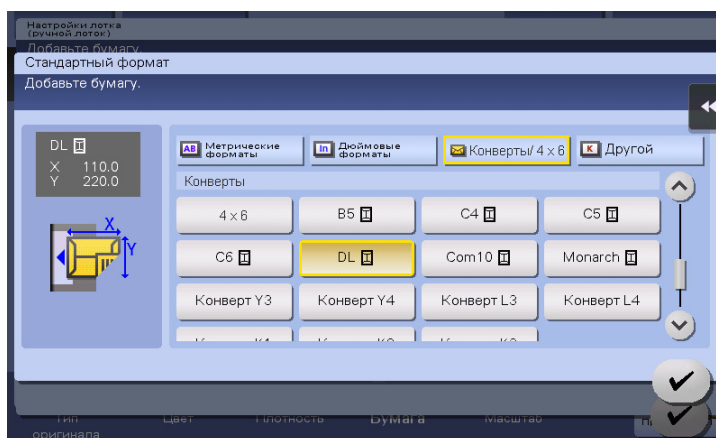 Настройки лотка
(ручной лоток)
Добавьте бумагу.
Стандартный формат
Добавьте бумагу.
DL
X 110.0
Y 220.0
X
Y
AB Метрические форматы
In Дюймовые форматы
Конверты/ 4 x 6
K Другой
Конверты
4 x 6
B5
C4
C5
C6
DL
Com10
Monarch
Конверт Y3
Конверт Y4
Конверт L3
Конверт L4
Тип
оригинала
Цвет
Плотность
Бумага
Масштаб